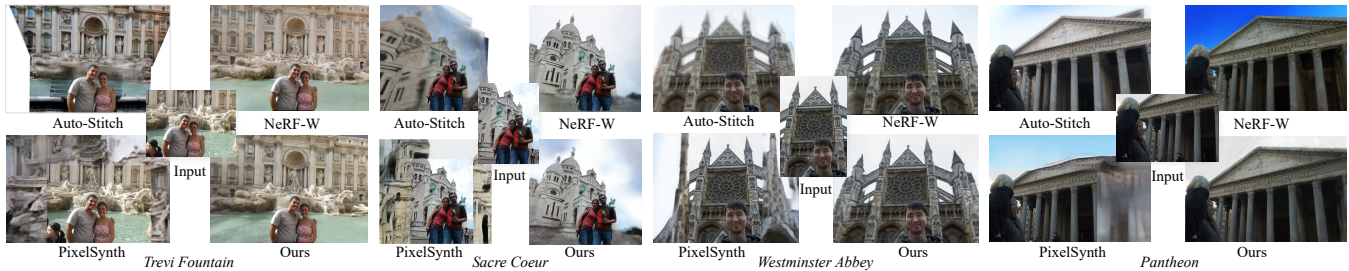 Auto-Stitch NeRF-W Auto-Stitch NeRF-W Auto-Stitch NeRF-W Auto-Stitch NeRF-W
Input Input Input Input
PixelSynth Ours PixelSynth Ours PixelSynth Ours PixelSynth Ours
Trevi Fountain Sacre Coeur Westminster Abbey Pantheon